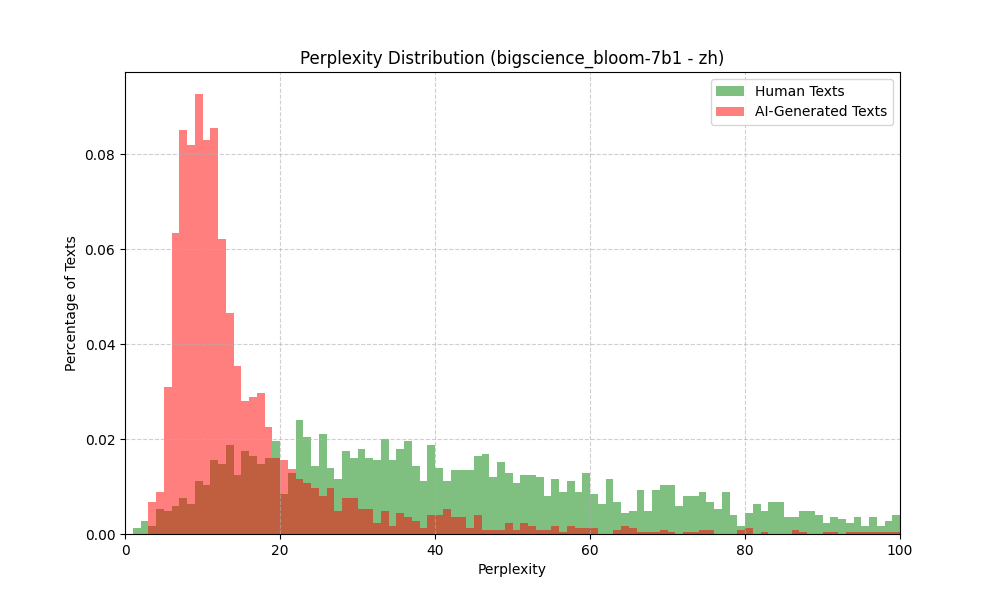 Perplexity Distribution (bigscience_bloom-7b1 - zh)
Human Texts
AI-Generated Texts
Percentage of Texts
0.08
0.06
0.04
0.02
0.00
0 20 40 60 80 100
Perplexity